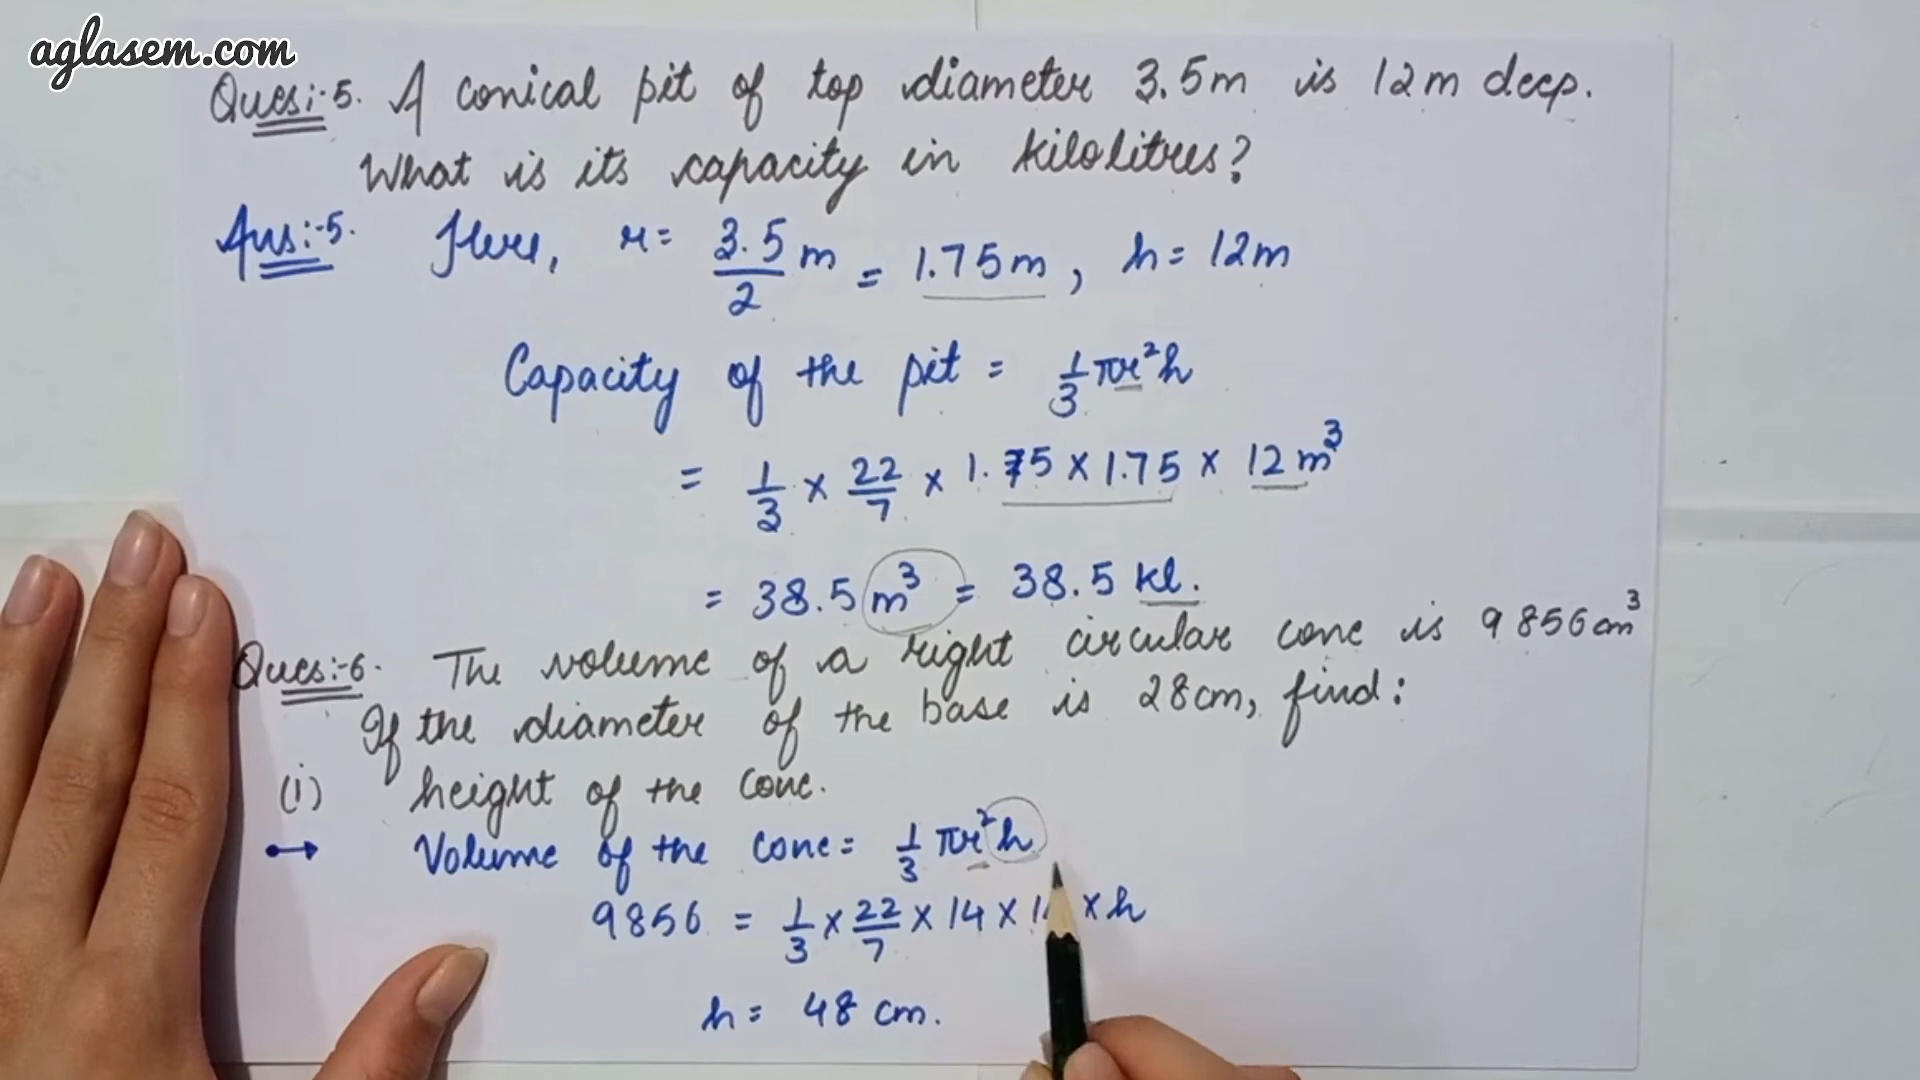 aglasem.com
Ques:-5. A conical pit of top diameter 3.5m is 12m deep.
What is its capacity in kilolitres?
Ans:-5. Here, r = 3.5/2 m = 1.75m, h = 12m
Capacity of the pit = 1/3 πr²h
= 1/3 × 22/7 × 1.75 × 1.75 × 12 m³
= 38.5 m³ = 38.5 kl.
Ques:-6. The volume of a right circular cone is 9856 cm³
If the diameter of the base is 28cm, find:
(i) height of the cone.
Volume of the cone = 1/3 πr²h
9856 = 1/3 × 22/7 × 14 × × h
h = 48 cm.